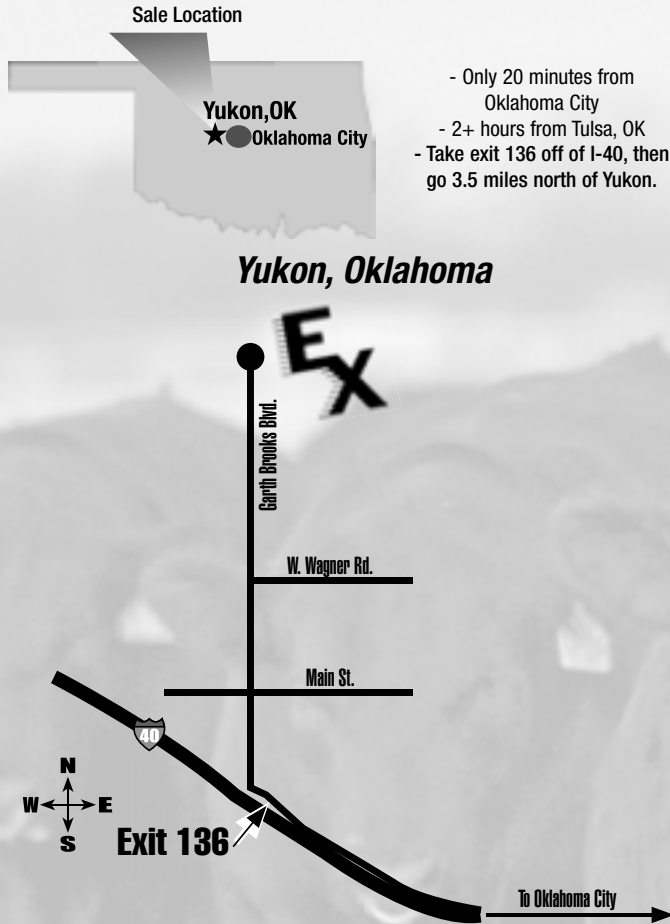 Sale Location
Yukon,OK
Oklahoma City
- Only 20 minutes from
Oklahoma City
- 2+ hours from Tulsa, OK
- Take exit 136 off of I-40, then
go 3.5 miles north of Yukon.
Yukon, Oklahoma
E
X
Garth Brooks Blvd.
W. Wagner Rd.
Main St.
40
N
W E
S
Exit 136
To Oklahoma City